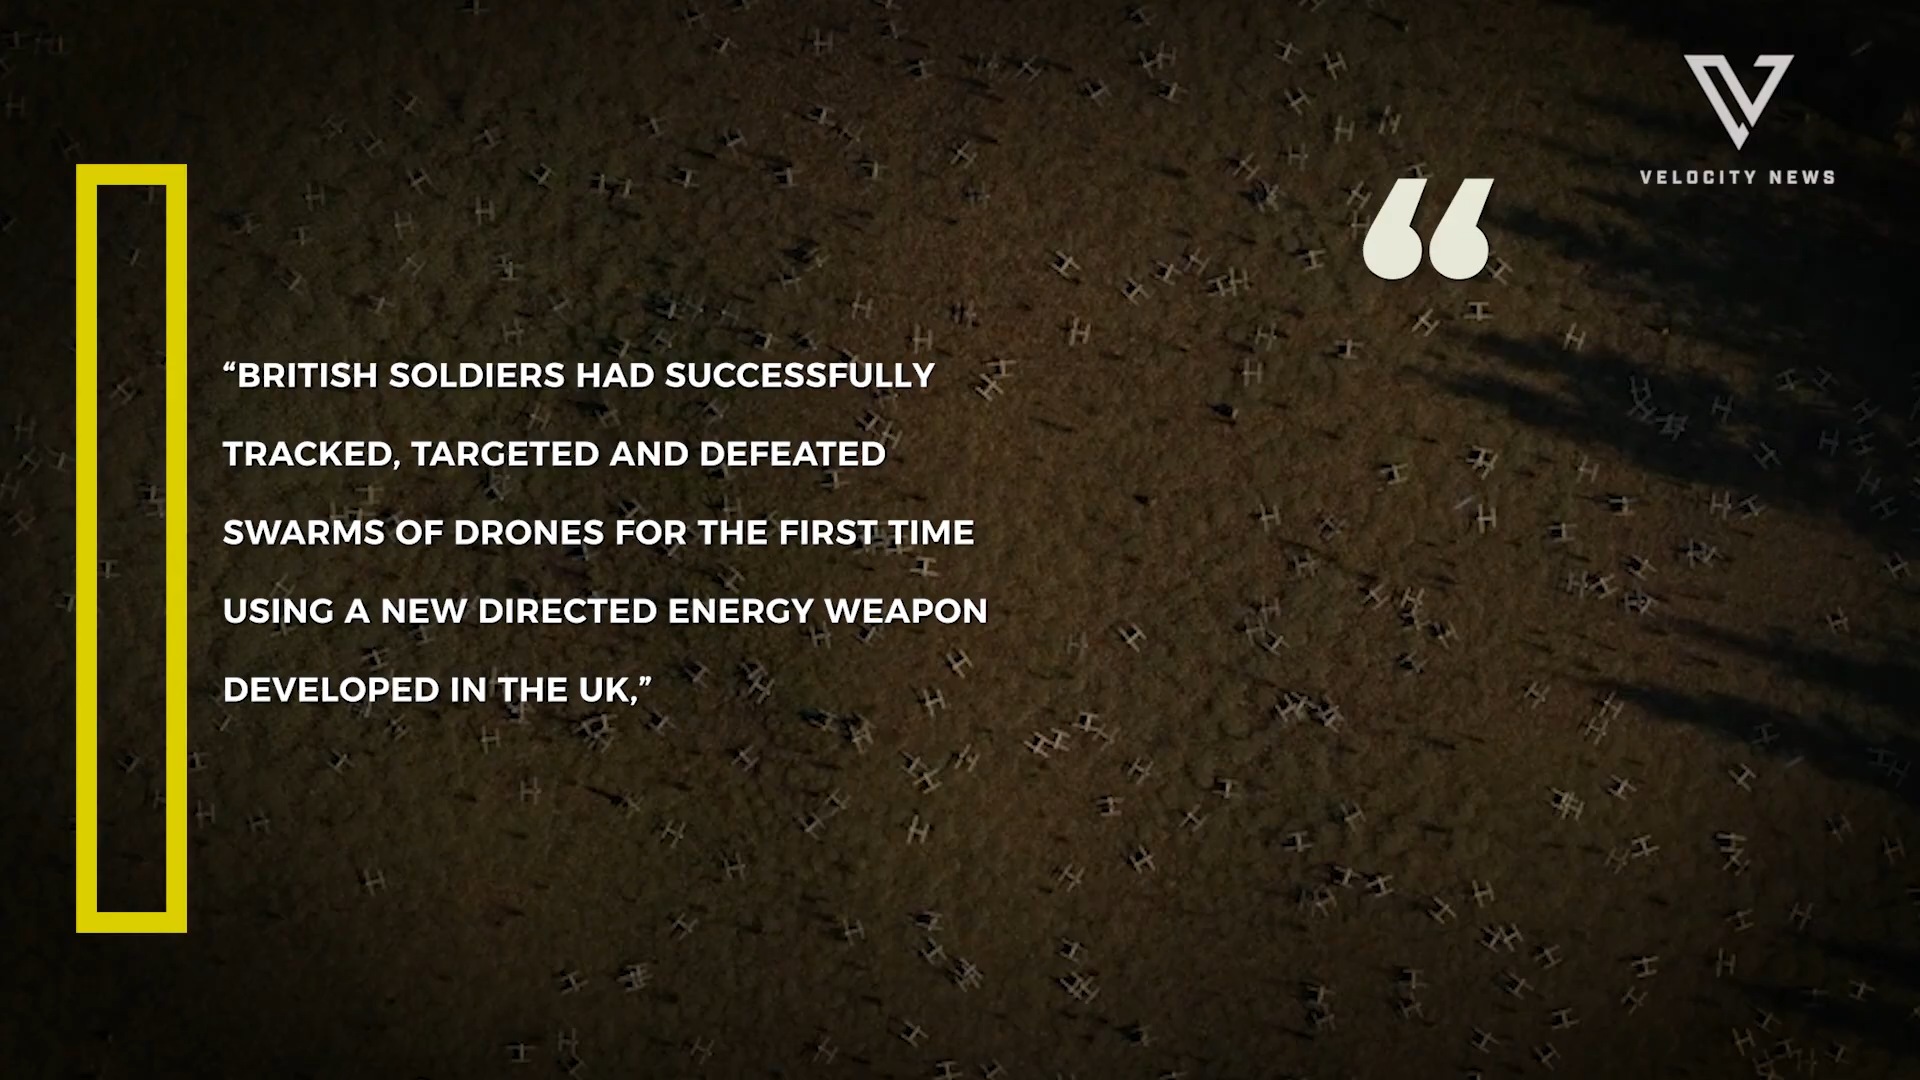 VELOCITY NEWS
“
“BRITISH SOLDIERS HAD SUCCESSFULLY
TRACKED, TARGETED AND DEFEATED
SWARMS OF DRONES FOR THE FIRST TIME
USING A NEW DIRECTED ENERGY WEAPON
DEVELOPED IN THE UK,”